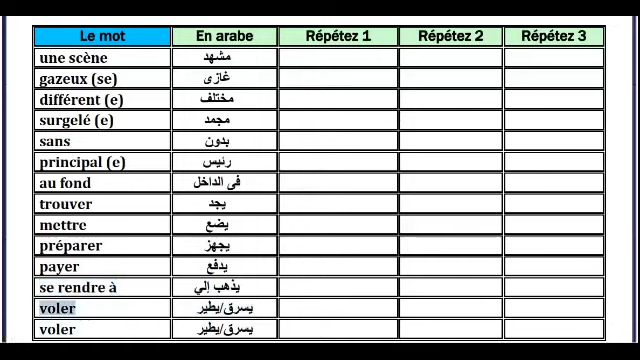 Le mot En arabe Répétez 1 Répétez 2 Répétez 3
une scène مشهد
gazeux (se) غازى
différent (e) مختلف
surgelé (e) مجمد
sans بدون
principal (e) رئيس
au fond فى الداخل
trouver يجد
mettre يضع
préparer يجهز
payer يدفع
se rendre à يذهب إلي
voler يسرق/يطير
voler يسرق/يطير